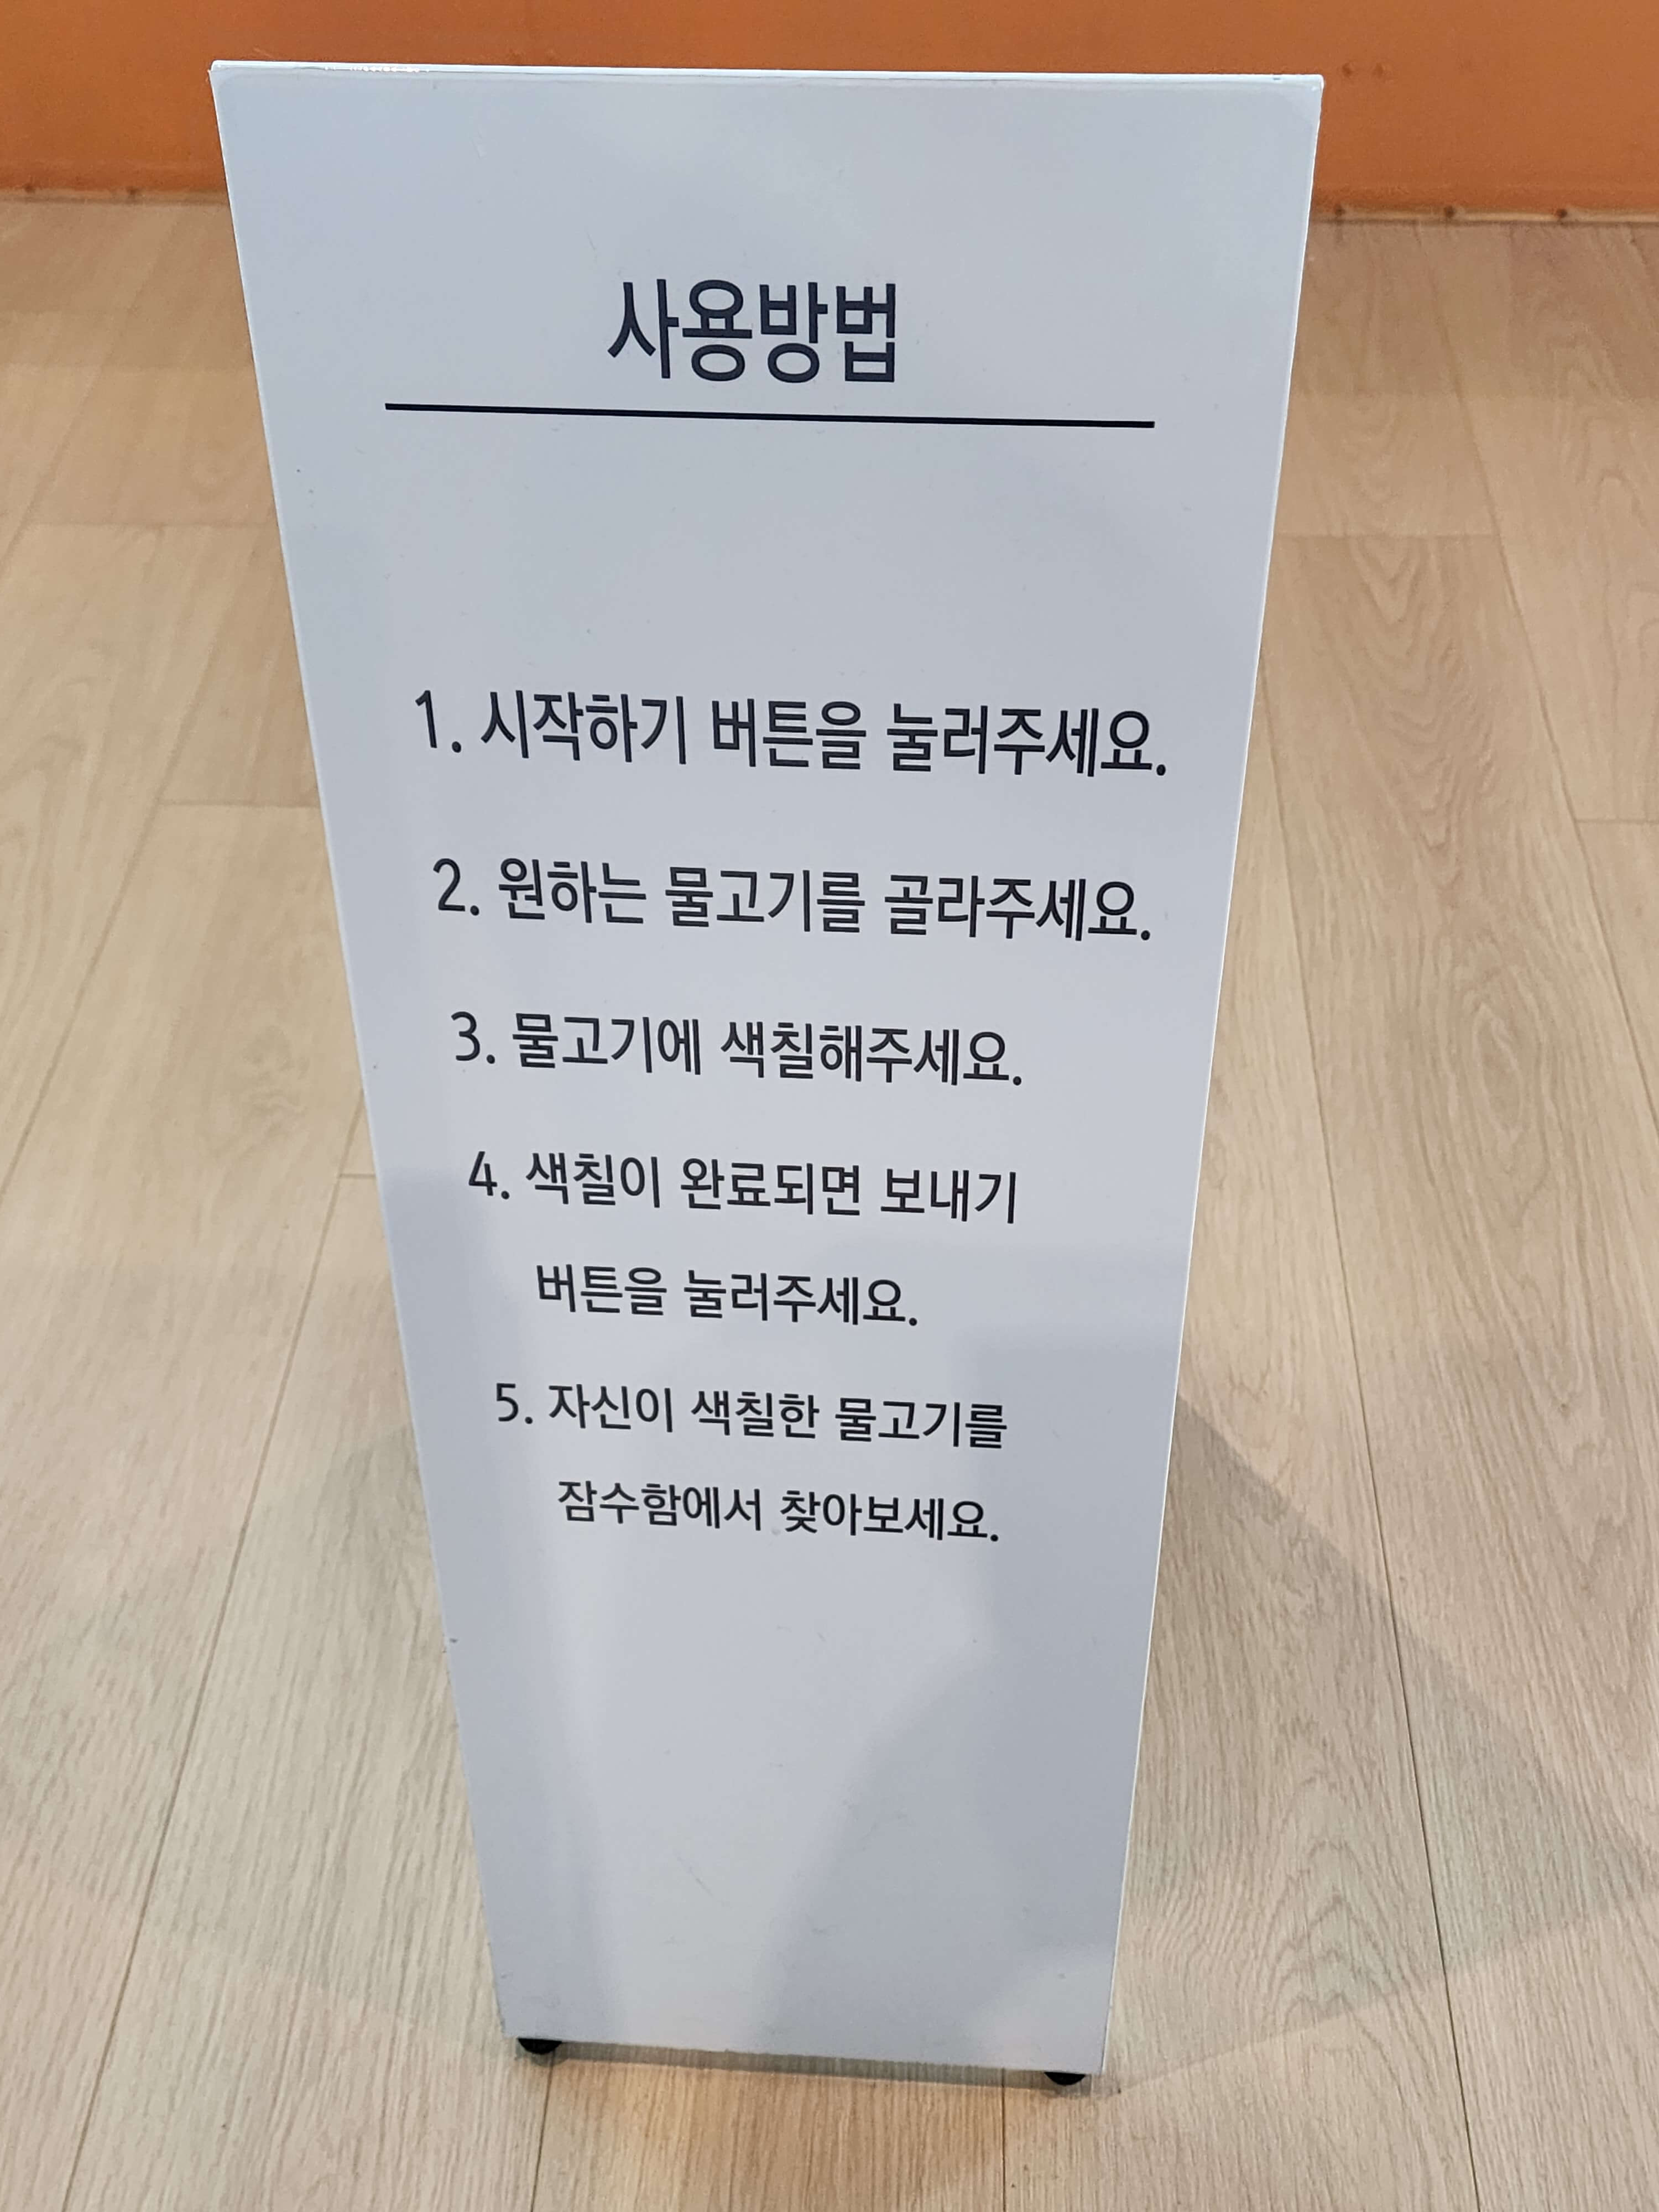 사용방법
1. 시작하기 버튼을 눌러주세요.
2. 원하는 물고기를 골라주세요.
3. 물고기에 색칠해주세요.
4. 색칠이 완료되면 보내기
버튼을 눌러주세요.
5. 자신이 색칠한 물고기를
잠수함에서 찾아보세요.